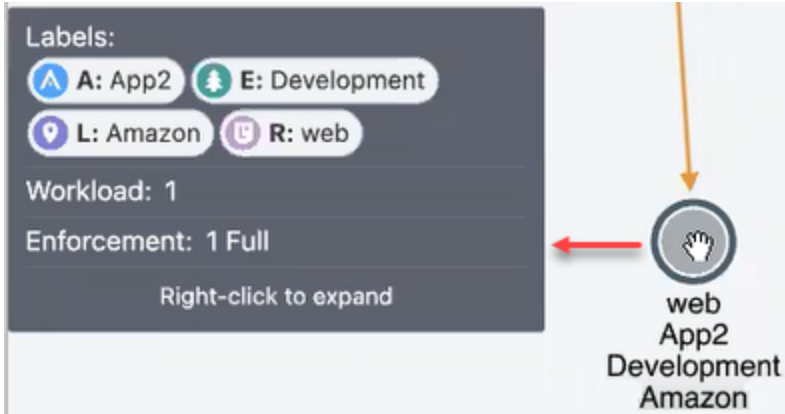 Labels:
A: App2 E: Development
L: Amazon R: web
Workload: 1
Enforcement: 1 Full
Right-click to expand
web
App2
Development
Amazon